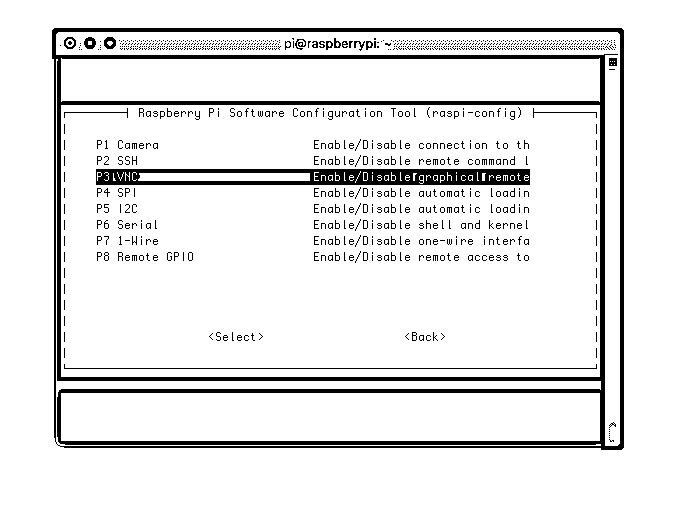 pi@raspberrypi: ~
Raspberry Pi Software Configuration Tool (raspi-config)
P1 Camera Enable/Disable connection to th
P2 SSH Enable/Disable remote command l
P3 VNC Enable/Disable graphical remote
P4 SPI Enable/Disable automatic loadin
P5 I2C Enable/Disable automatic loadin
P6 Serial Enable/Disable shell and kernel
P7 1-Wire Enable/Disable one-wire interfa
P8 Remote GPIO Enable/Disable remote access to
<Select> <Back>